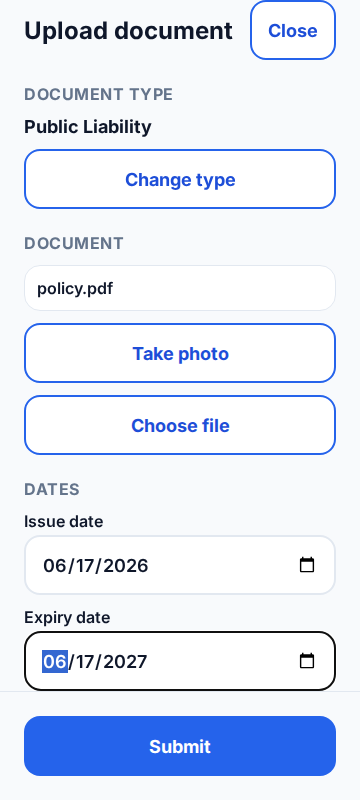 Upload document
Close
DOCUMENT TYPE
Public Liability
Change type
DOCUMENT
policy.pdf
Take photo
Choose file
DATES
Issue date
06/17/2026
Expiry date
06/17/2027
Submit